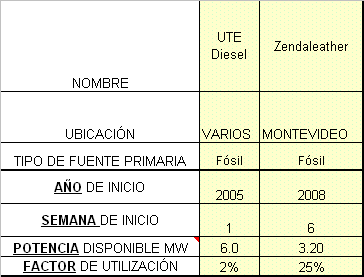 UTE
Diesel
Zendaleather
NOMBRE
UBICACIÓN VARIOS MONTEVIDEO
TIPO DE FUENTE PRIMARIA Fósil Fósil
AÑO DE INICIO 2005 2008
SEMANA DE INICIO 1 6
POTENCIA DISPONIBLE MW 6.0 3.20
FACTOR DE UTILIZACIÓN 2% 25%